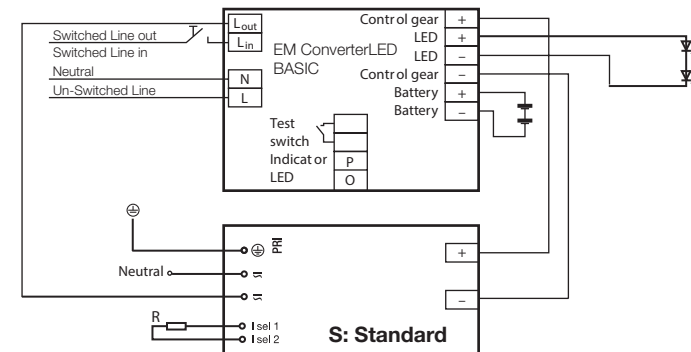 Switched Line out
Switched Line in
Neutral
Un-Switched Line
Lout
Lin
N
L
EM ConverterLED
BASIC
Control gear +
LED +
LED –
Control gear –
Battery +
Battery –
Test
switch
Indicator
LED
P
O
PRI
Neutral
R
I sel 1
I sel 2
+
–
S: Standard